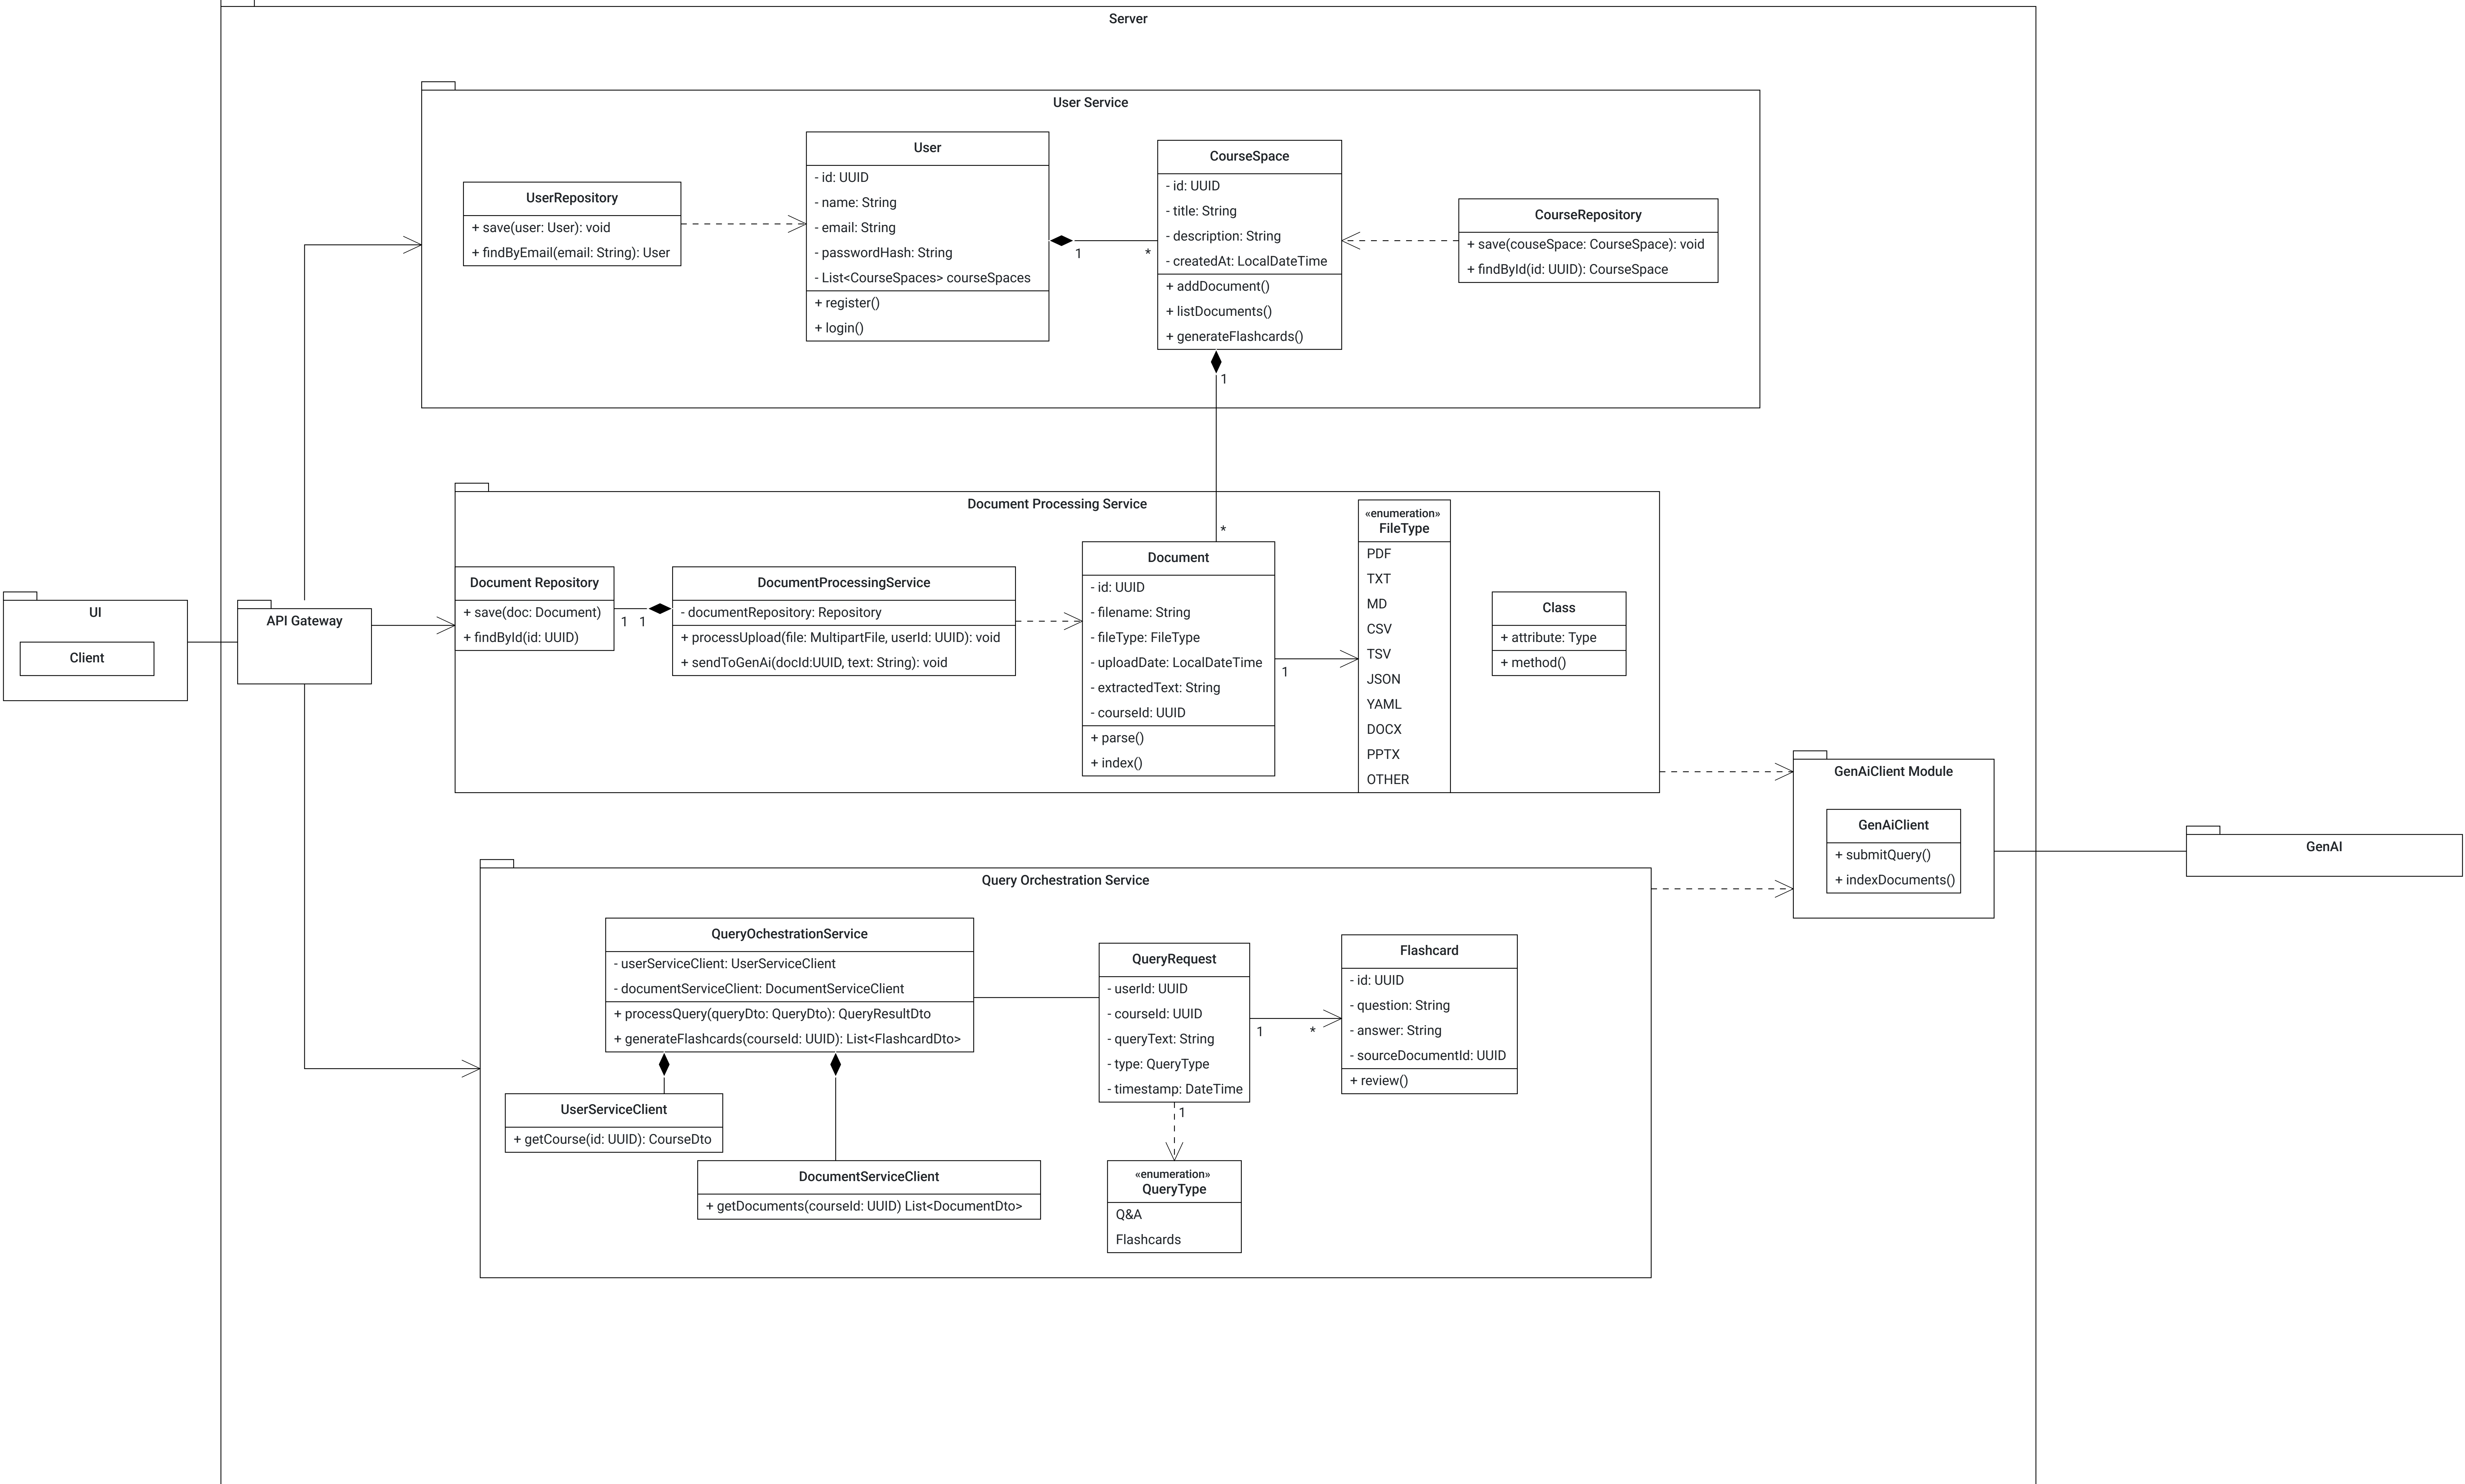 Server
User Service
UserRepository
+ save(user: User): void
+ findByEmail(email: String): User
User
- id: UUID
- name: String
- email: String
- passwordHash: String
- List<CourseSpaces> courseSpaces
+ register()
+ login()
1
*
CourseSpace
- id: UUID
- title: String
- description: String
- createdAt: LocalDateTime
+ addDocument()
+ listDocuments()
+ generateFlashcards()
1
CourseRepository
+ save(couseSpace: CourseSpace): void
+ findById(id: UUID): CourseSpace
UI
Client
API Gateway
Document Processing Service
*
Document Repository
+ save(doc: Document)
+ findById(id: UUID)
1
1
DocumentProcessingService
- documentRepository: Repository
+ processUpload(file: MultipartFile, userId: UUID): void
+ sendToGenAi(docId:UUID, text: String): void
Document
- id: UUID
- filename: String
- fileType: FileType
- uploadDate: LocalDateTime
- extractedText: String
- courseId: UUID
+ parse()
+ index()
1
«enumeration»
FileType
PDF
TXT
MD
CSV
TSV
JSON
YAML
DOCX
PPTX
OTHER
Class
+ attribute: Type
+ method()
GenAiClient Module
GenAiClient
+ submitQuery()
+ indexDocuments()
GenAI
Query Orchestration Service
QueryOchestrationService
- userServiceClient: UserServiceClient
- documentServiceClient: DocumentServiceClient
+ processQuery(queryDto: QueryDto): QueryResultDto
+ generateFlashcards(courseId: UUID): List<FlashcardDto>
UserServiceClient
+ getCourse(id: UUID): CourseDto
DocumentServiceClient
+ getDocuments(courseId: UUID) List<DocumentDto>
QueryRequest
- userId: UUID
- courseId: UUID
- queryText: String
- type: QueryType
- timestamp: DateTime
1
*
1
Flashcard
- id: UUID
- question: String
- answer: String
- sourceDocumentId: UUID
+ review()
«enumeration»
QueryType
Q&A
Flashcards